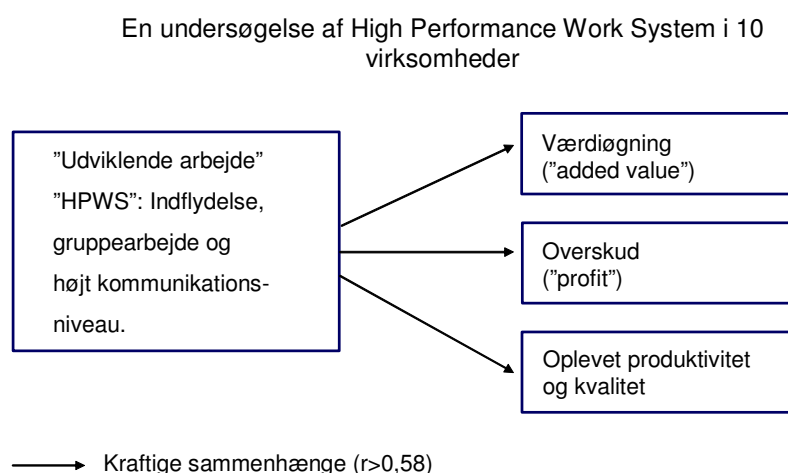 En undersøgelse af High Performance Work System i 10
virksomheder
”Udviklende arbejde”
”HPWS”: Indflydelse,
gruppearbejde og
højt kommunikations-
niveau.
Værdiøgning
(”added value”)
Overskud
(”profit”)
Oplevet produktivitet
og kvalitet
Kraftige sammenhænge (r>0,58)